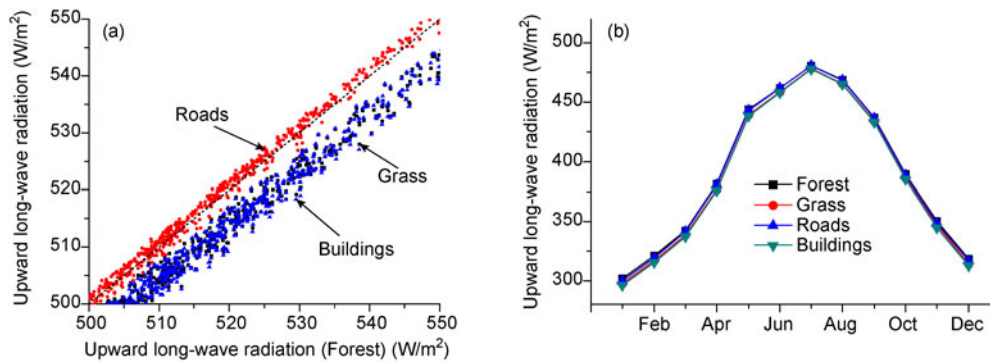 (a)
Upward long-wave radiation (W/m²)
550
540
530
520
510
500
Roads
Grass
Buildings
500 510 520 530 540 550
Upward long-wave radiation (Forest) (W/m²)
(b)
Upward long-wave radiation (W/m²)
500
450
400
350
300
Forest
Grass
Roads
Buildings
Feb Apr Jun Aug Oct Dec